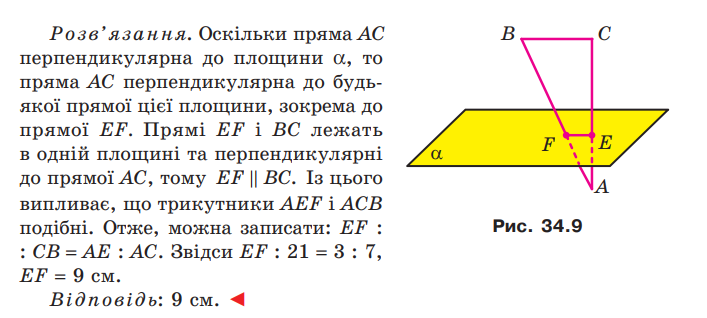 Розв’язання. Оскільки пряма AC
перпендикулярна до площини α, то
пряма AC перпендикулярна до будь-
якої прямої цієї площини, зокрема до
прямої EF. Прямі EF і BC лежать
в одній площині та перпендикулярні
до прямої AC, тому EF || BC. Із цього
випливає, що трикутники AEF і ACB
подібні. Отже, можна записати: EF :
: CB = AE : AC. Звідси EF : 21 = 3 : 7,
EF = 9 см.
Відповідь: 9 см.
B
C
F
E
α
A
Рис. 34.9